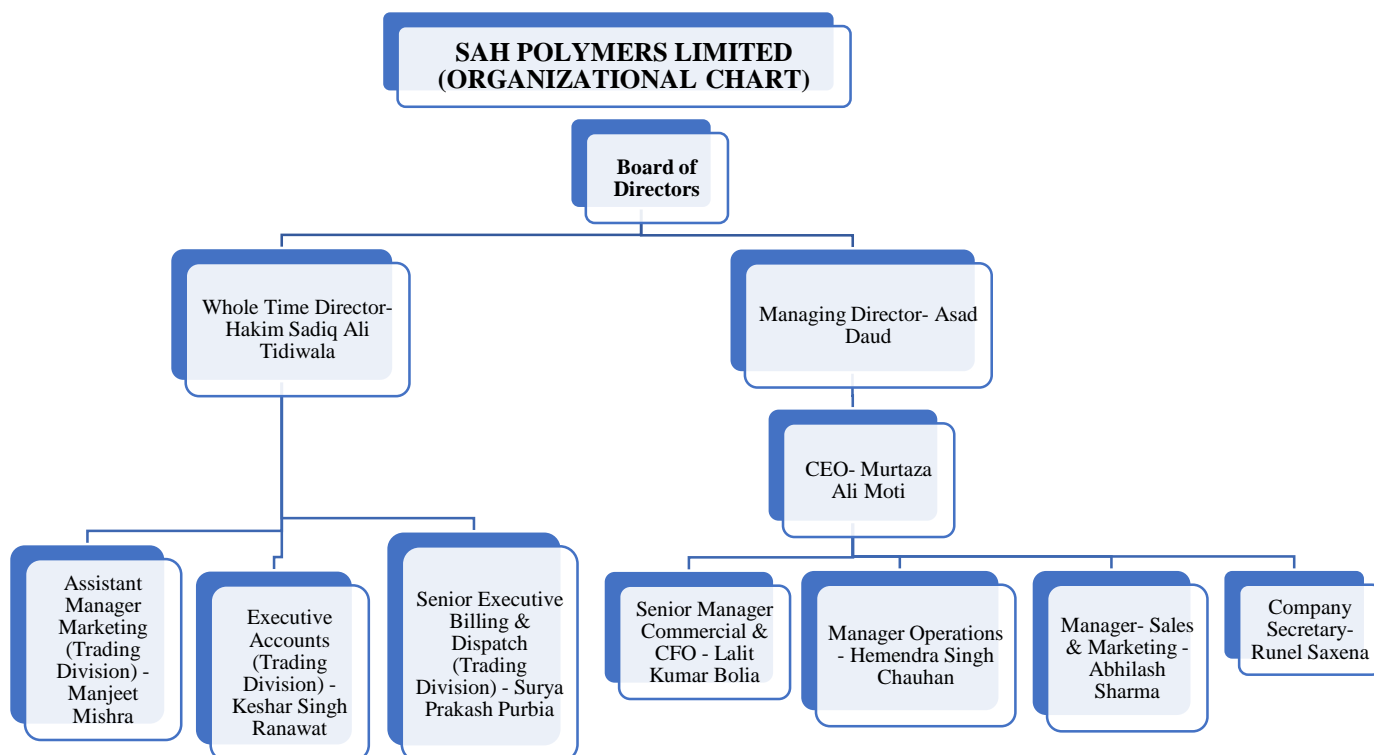 SAH POLYMERS LIMITED
(ORGANIZATIONAL CHART)
Board of
Directors
Whole Time Director-
Hakim Sadiq Ali
Tidiwala
Managing Director- Asad
Daud
CEO- Murtaza
Ali Moti
Assistant
Manager
Marketing
(Trading
Division) -
Manjeet
Mishra
Executive
Accounts
(Trading
Division) -
Keshar Singh
Ranawat
Senior Executive
Billing &
Dispatch
(Trading
Division) - Surya
Prakash Purbia
Senior Manager
Commercial &
CFO - Lalit
Kumar Bolia
Manager Operations
- Hemendra Singh
Chauhan
Manager- Sales
& Marketing -
Abhilash
Sharma
Company
Secretary-
Runel Saxena